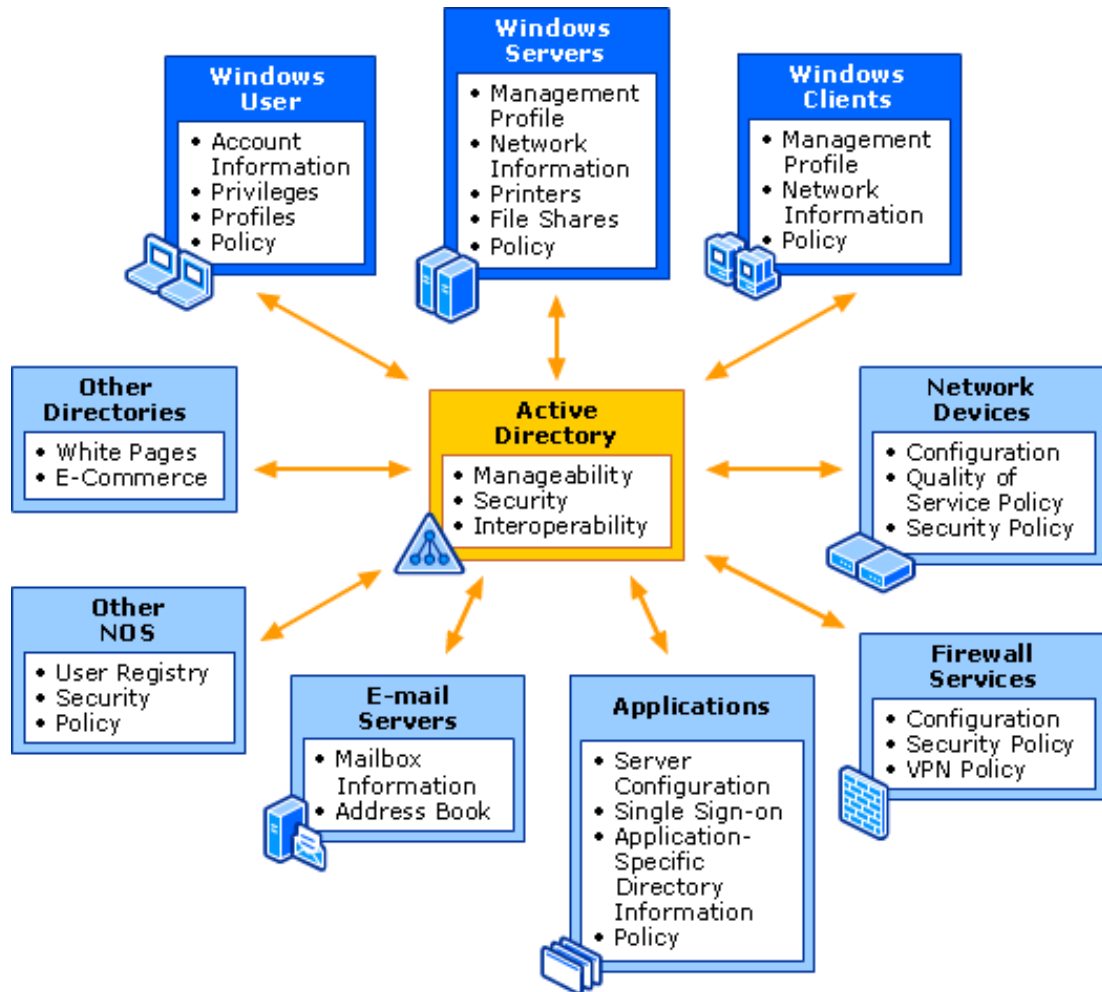 Windows
User
• Account
Information
• Privileges
• Profiles
• Policy
Windows
Servers
• Management
Profile
• Network
Information
• Printers
• File Shares
• Policy
Windows
Clients
• Management
Profile
• Network
Information
• Policy
Other
Directories
• White Pages
• E-Commerce
Active
Directory
• Manageability
• Security
• Interoperability
Network
Devices
• Configuration
• Quality of
Service Policy
• Security Policy
Other
NOS
• User Registry
• Security
• Policy
E-mail
Servers
• Mailbox
Information
• Address Book
Applications
• Server
Configuration
• Single Sign-on
• Application-
Specific
Directory
Information
• Policy
Firewall
Services
• Configuration
• Security Policy
• VPN Policy